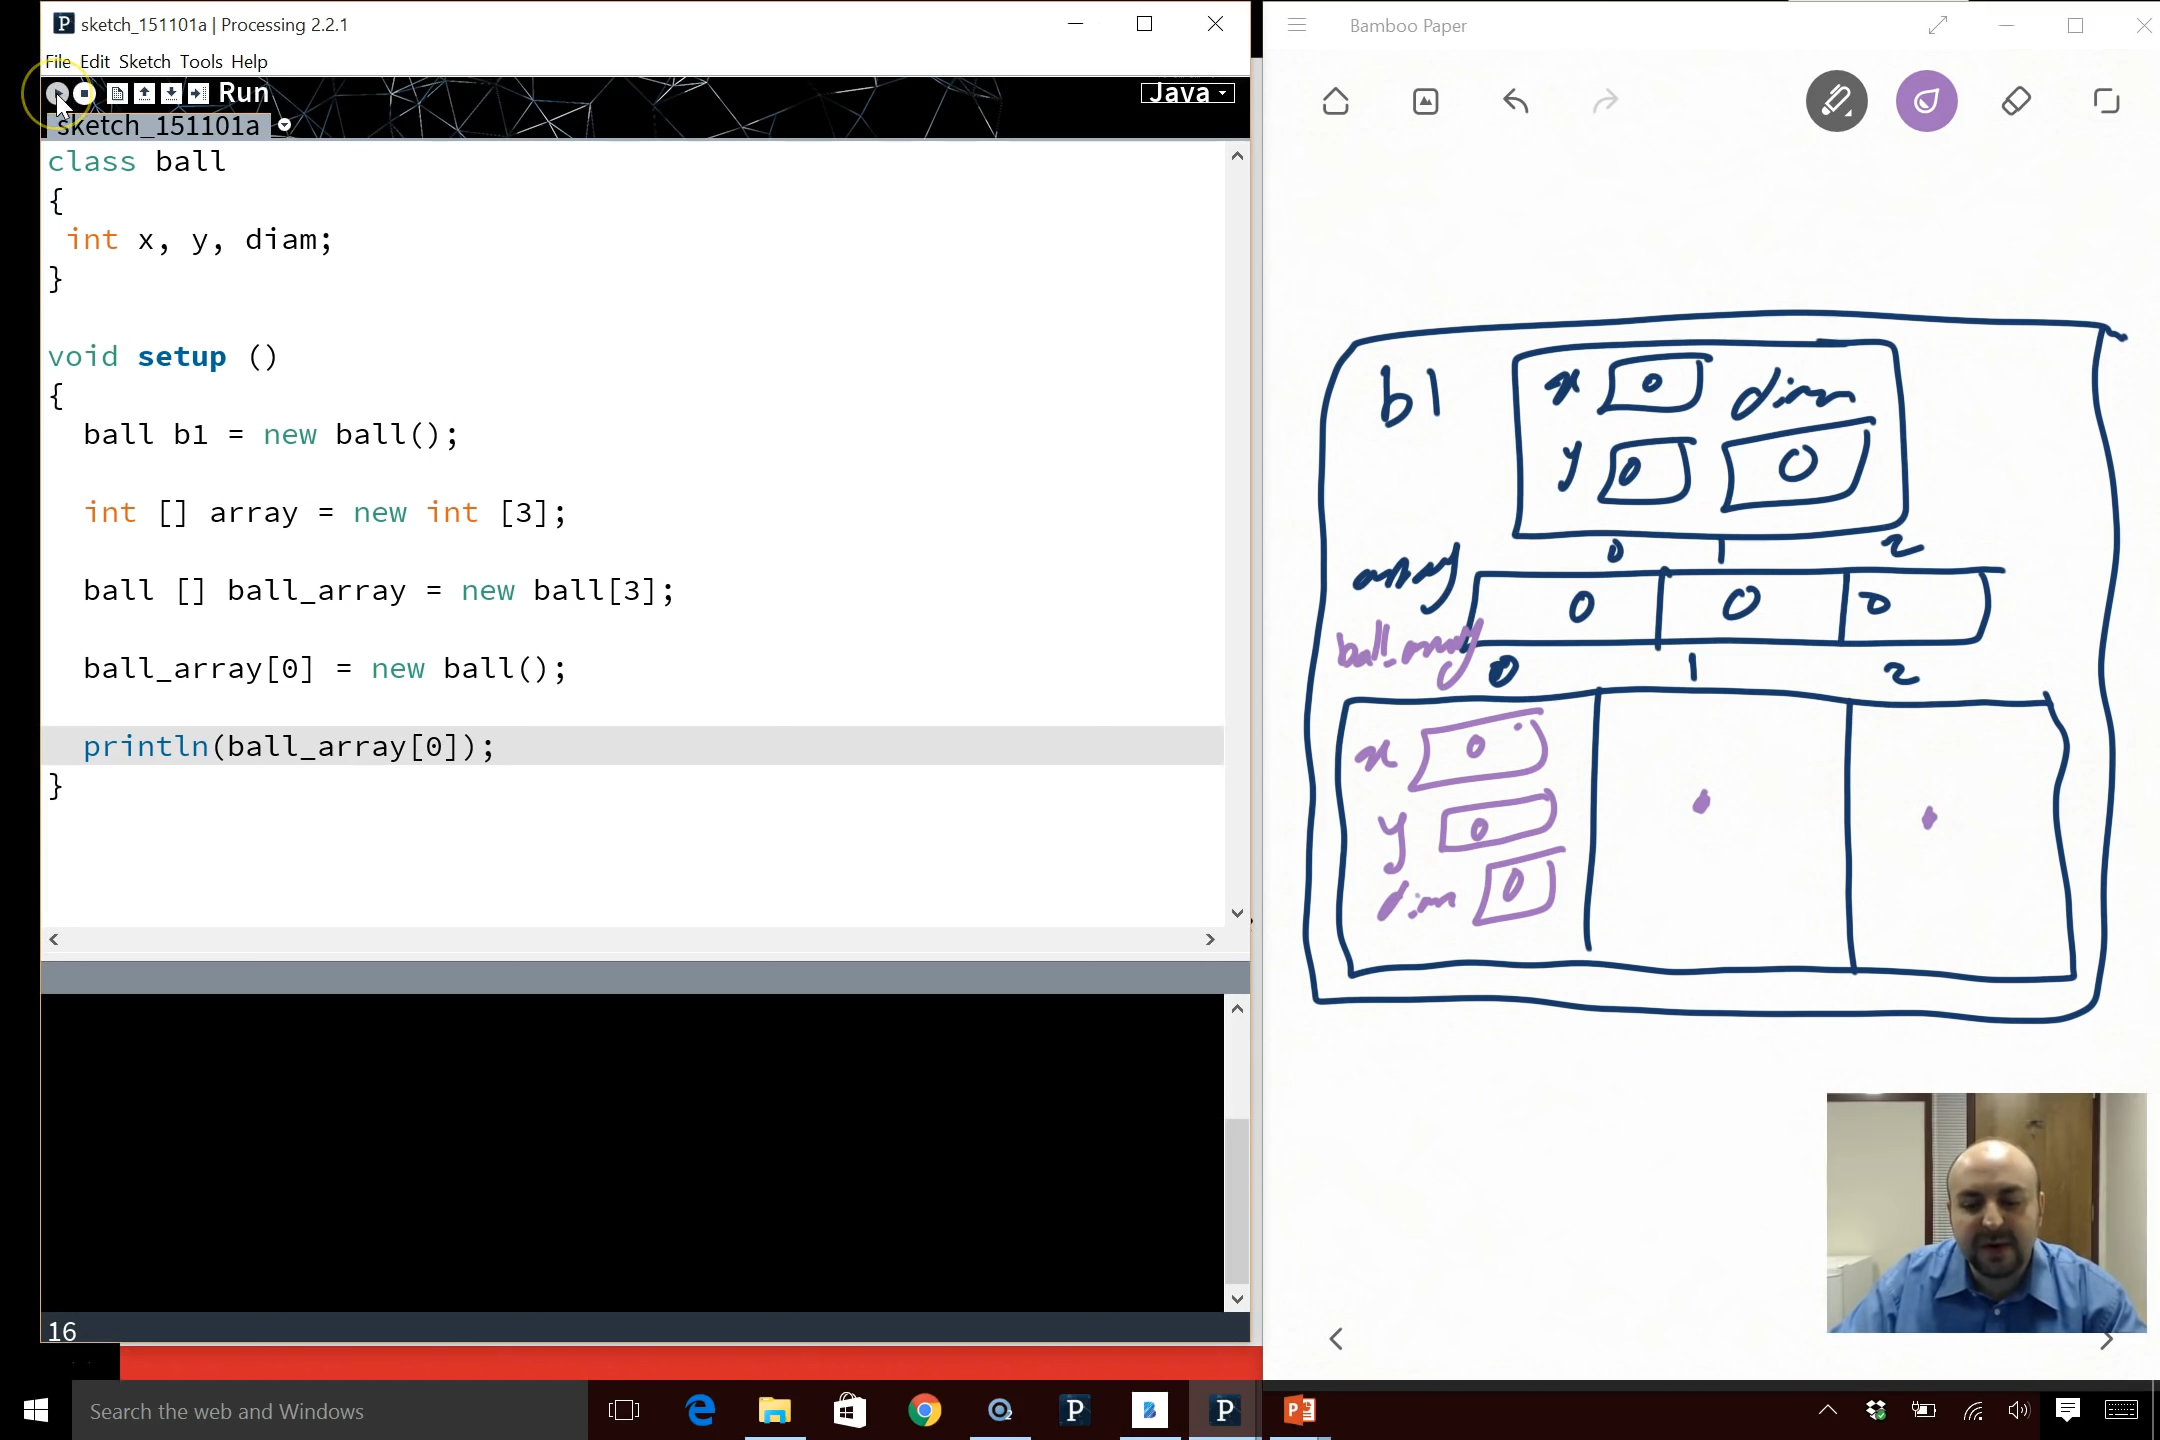 sketch_151101a | Processing 2.2.1
File Edit Sketch Tools Help
Run
Java
sketch_151101a
class ball
{
int x, y, diam;
}
void setup ()
{
ball b1 = new ball();
int [] array = new int [3];
ball [] ball_array = new ball[3];
ball_array[0] = new ball();
println(ball_array[0]);
}
16
Bamboo Paper
b1
x 0 diam
y 0 0
0 1 2
array 0 0 0
ball_array
0 1 2
x 0
y 0
diam 0
Search the web and Windows